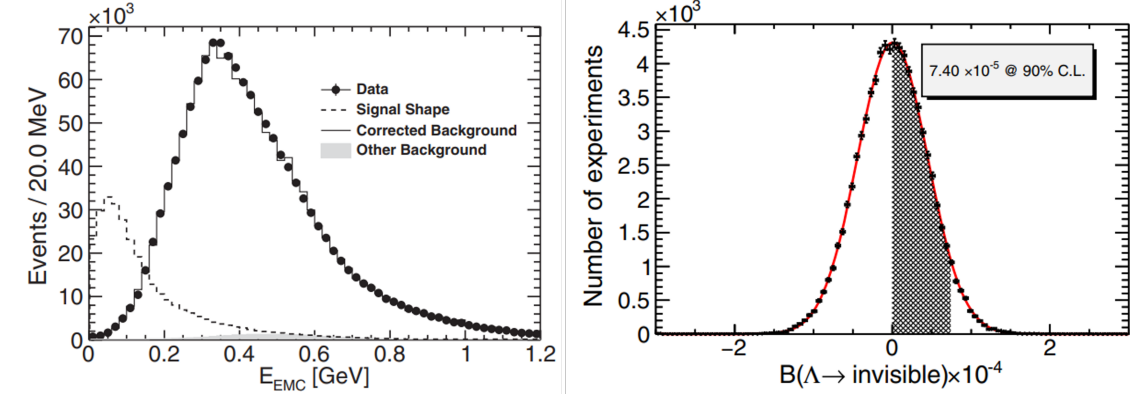 ×10³
70
60
50
40
30
20
10
0
Events / 20.0 MeV
Data
Signal Shape
Corrected Background
Other Background
0 0.2 0.4 0.6 0.8 1 1.2
E_EMC [GeV]
×10³
4.5
4
3.5
3
2.5
2
1.5
1
0.5
0
Number of experiments
7.40 ×10⁻⁵ @ 90% C.L.
−2 0 2
B(Λ→ invisible)×10⁻⁴